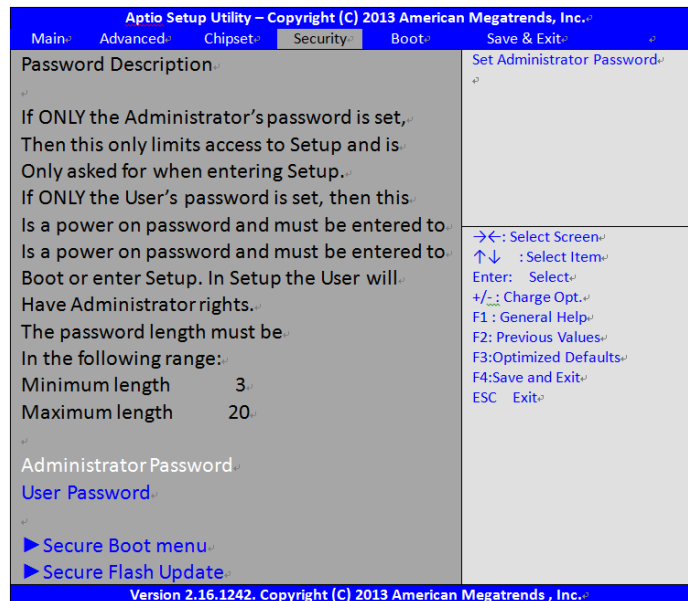 Aptio Setup Utility – Copyright (C) 2013 American Megatrends, Inc.
Main Advanced Chipset Security Boot Save & Exit
Password Description
If ONLY the Administrator's password is set,
Then this only limits access to Setup and is
Only asked for when entering Setup.
If ONLY the User's password is set, then this
Is a power on password and must be entered to
Is a power on password and must be entered to
Boot or enter Setup. In Setup the User will
Have Administrator rights.
The password length must be
In the following range:
Minimum length 3
Maximum length 20
Administrator Password
User Password
►Secure Boot menu
►Secure Flash Update
Set Administrator Password
→←: Select Screen
↑↓ : Select Item
Enter: Select
+/-: Charge Opt.
F1 : General Help
F2: Previous Values
F3:Optimized Defaults
F4:Save and Exit
ESC Exit
Version 2.16.1242. Copyright (C) 2013 American Megatrends , Inc.